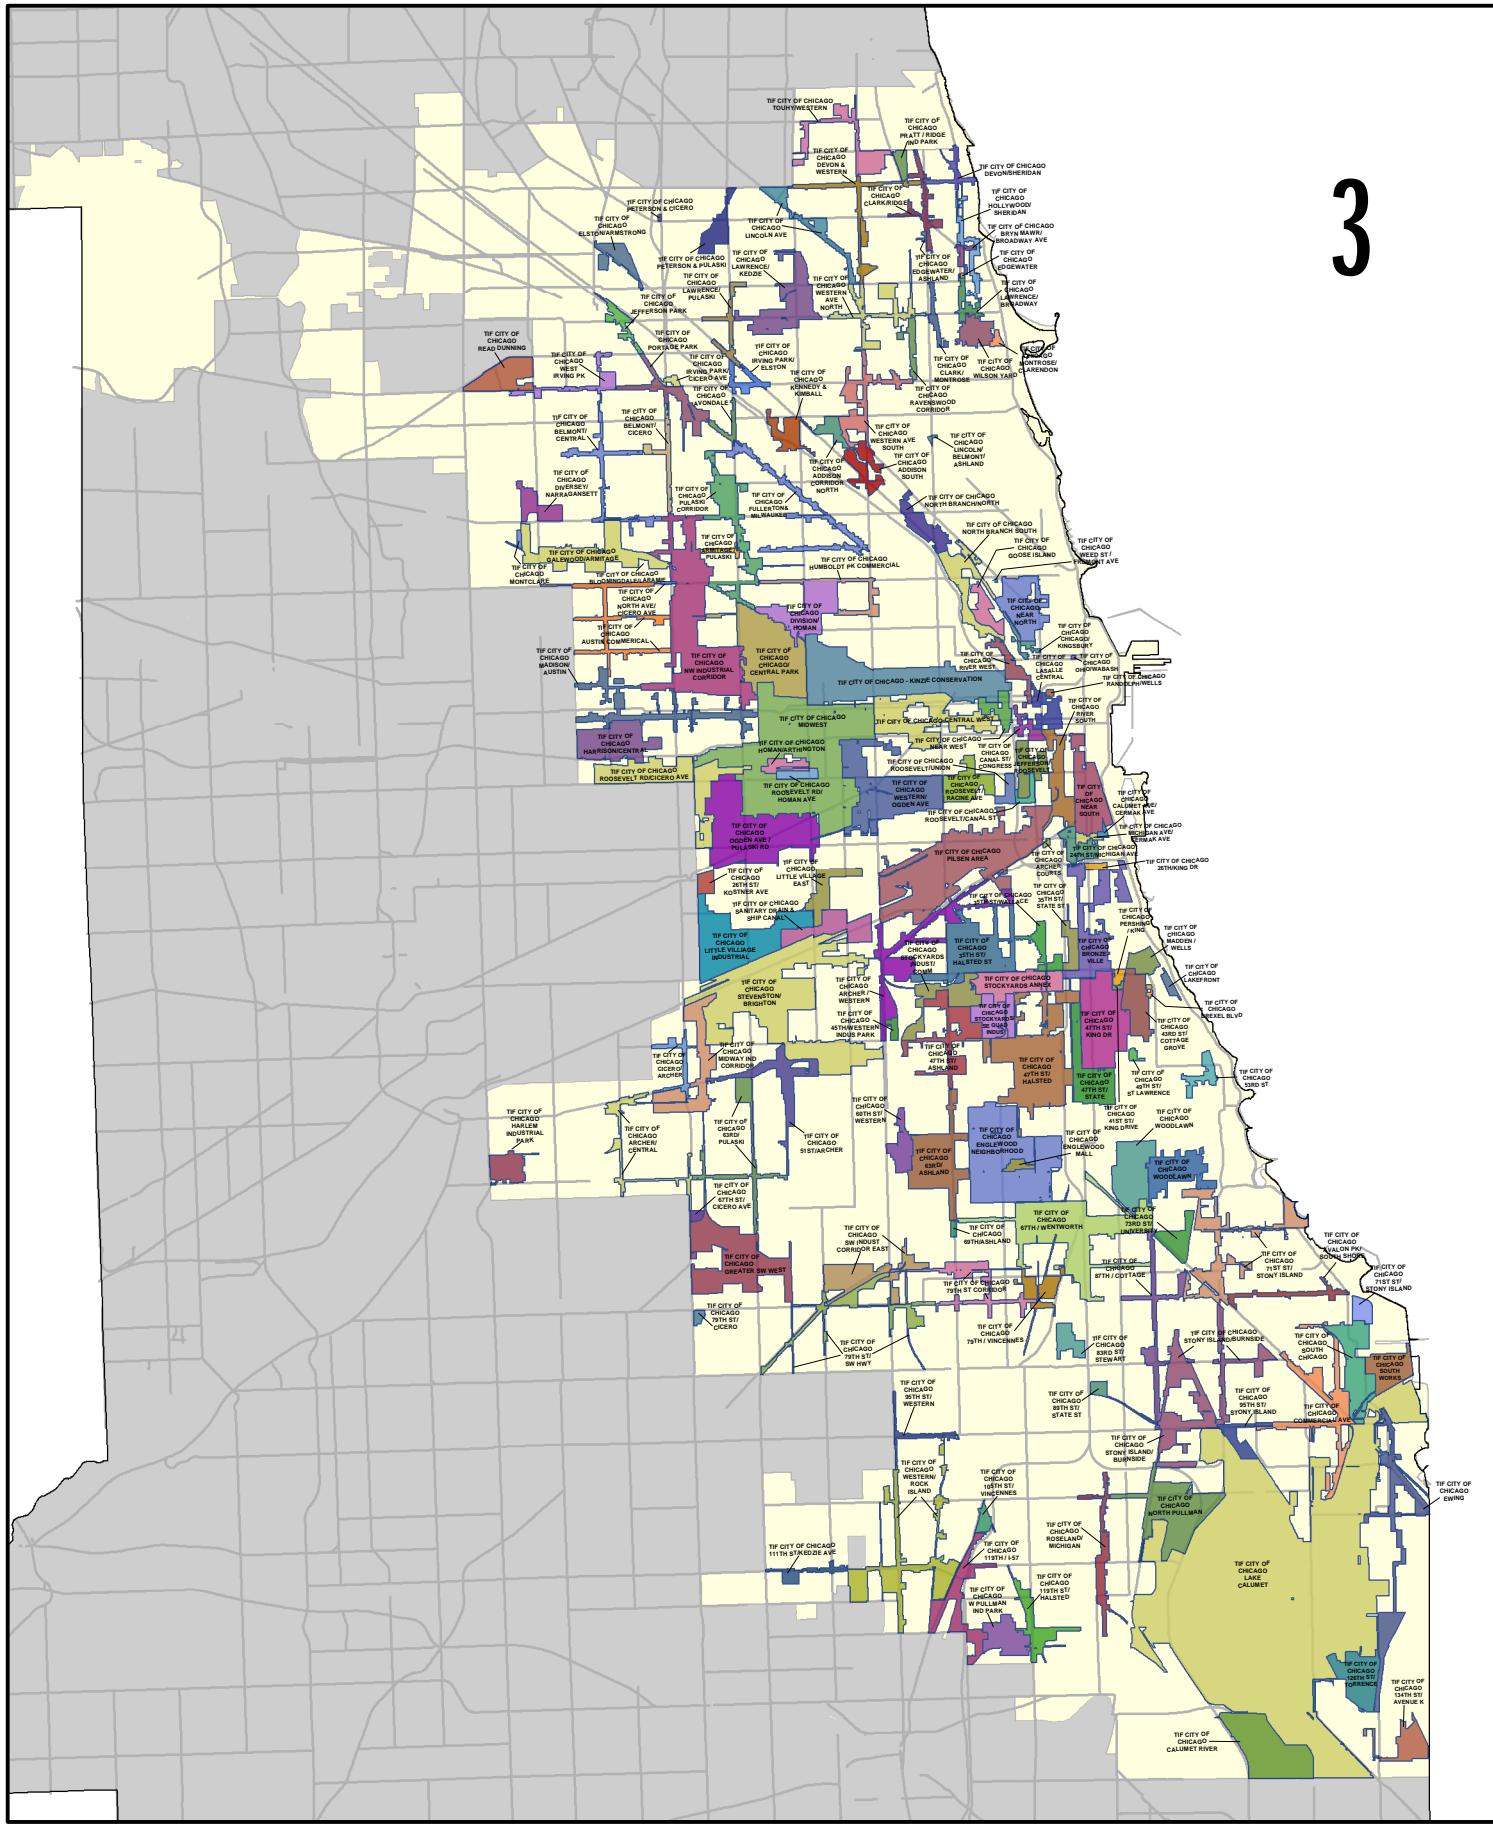 3
TIF CITY OF CHICAGO
TOUHY/WESTERN
TIF CITY OF
CHICAGO
PRATT / RIDGE
IND PARK
TIF CITY OF
CHICAGO
DEVON &
WESTERN
TIF CITY OF CHICAGO
DEVON/SHERIDAN
TIF CITY OF
CHICAGO
CLARK/RIDGE
TIF CITY OF
CHICAGO
HOLLYWOOD/
SHERIDAN
TIF CITY OF CHICAGO
PETERSON & CICERO
TIF CITY OF
CHICAGO
ELSTON/ARMSTRONG
TIF CITY OF
CHICAGO
LINCOLN AVE
TIF CITY OF
CHICAGO
BRYN MAWR/
BROADWAY AVE
TIF CITY OF CHICAGO
PETERSON & PULASKI
TIF CITY OF
CHICAGO
LAWRENCE/
KEDZIE
TIF CITY OF
CHICAGO
EDGEWATER/
ASHLAND
TIF CITY OF
CHICAGO
EDGEWATER
TIF CITY OF
CHICAGO
LAWRENCE/
PULASKI
TIF CITY OF
CHICAGO
WESTERN
AVE
NORTH
TIF CITY OF
CHICAGO
LAWRENCE/
BROADWAY
TIF CITY OF
CHICAGO
JEFFERSON PARK
TIF CITY OF
CHICAGO
READ DUNNING
TIF CITY OF
CHICAGO
PORTAGE PARK
TIF CITY OF
CHICAGO
WEST
IRVING PK
TIF CITY OF
CHICAGO
IRVING PARK/
CICERO AVE
TIF CITY OF
CHICAGO
IRVING PARK/
ELSTON
TIF CITY OF
CHICAGO
KENNEDY &
KIMBALL
TIF CITY OF
CHICAGO
CLARK/
MONTROSE
TIF CITY OF
CHICAGO
WILSON YARD
TIF CITY OF
CHICAGO
MONTROSE/
CLARENDON
TIF CITY OF
CHICAGO
AVONDALE
TIF CITY OF
CHICAGO
RAVENSWOOD
CORRIDOR
TIF CITY OF
CHICAGO
BELMONT/
CENTRAL
TIF CITY OF
CHICAGO
BELMONT/
CICERO
TIF CITY OF
CHICAGO
WESTERN AVE
SOUTH
TIF CITY OF
CHICAGO
LINCOLN/
BELMONT/
ASHLAND
TIF CITY OF
CHICAGO
ADDISON
CORRIDOR
NORTH
TIF CITY OF
CHICAGO
ADDISON
SOUTH
TIF CITY OF
CHICAGO
DIVERSEY/
NARRAGANSETT
TIF CITY OF
CHICAGO
PULASKI
CORRIDOR
TIF CITY OF
CHICAGO
FULLERTON&
MILWAUKEE
TIF CITY OF CHICAGO
NORTH BRANCH/NORTH
TIF CITY OF CHICAGO
NORTH BRANCH SOUTH
TIF CITY OF
CHICAGO
GOOSE ISLAND
TIF CITY OF
CHICAGO
WEED ST /
FREMONT AVE
TIF CITY OF CHICAGO
GALEWOOD/ARMITAGE
TIF CITY OF
CHICAGO
ARMITAGE/
PULASKI
TIF CITY OF
CHICAGO
MONTCLARE
TIF CITY OF CHICAGO
BLOOMINGDALE/LARAMIE
TIF CITY OF CHICAGO
HUMBOLDT PK COMMERCIAL
TIF CITY OF
CHICAGO
NORTH AVE/
CICERO AVE
TIF CITY OF
CHICAGO
DIVISION/
HOMAN
TIF CITY OF
CHICAGO
NEAR
NORTH
TIF CITY OF
CHICAGO
AUSTIN COMMERICAL
TIF CITY OF
CHICAGO
CHICAGO/
KINGSBURY
TIF CITY OF
CHICAGO
MADISON/
AUSTIN
TIF CITY OF
CHICAGO
NW INDUSTRIAL
CORRIDOR
TIF CITY OF
CHICAGO
CHICAGO/
CENTRAL PARK
TIF CITY OF
CHICAGO
RIVER WEST
TIF CITY OF
CHICAGO
LASALLE
CENTRAL
TIF CITY OF
CHICAGO
OHIO/WABASH
TIF CITY OF CHICAGO - KINZIE CONSERVATION
TIF CITY OF CHICAGO
RANDOLPH/WELLS
TIF CITY OF
CHICAGO
RIVER
SOUTH
TIF CITY OF CHICAGO
MIDWEST
TIF CITY OF CHICAGO CENTRAL WEST
TIF CITY OF
CHICAGO
HARRISON/CENTRAL
TIF CITY OF CHICAGO
HOMAN/ARTHINGTON
TIF CITY OF CHICAGO
NEAR WEST
TIF CITY OF
CHICAGO
CANAL ST/
CONGRESS
TIF CITY OF
CHICAGO
JEFFERSON/
ROOSEVELT
TIF CITY OF CHICAGO
ROOSEVELT RD/CICERO AVE
TIF CITY OF CHICAGO
ROOSEVELT/UNION
TIF CITY OF
CHICAGO
ROOSEVELT RD/
HOMAN AVE
TIF CITY OF
CHICAGO
WESTERN/
OGDEN AVE
TIF CITY OF
CHICAGO
ROOSEVELT/
RACINE AVE
TIF CITY OF CHICAGO
ROOSEVELT/CANAL ST
TIF CITY
OF
CHICAGO
NEAR
SOUTH
TIF CITY OF
CHICAGO
CALUMET AVE/
CERMAK AVE
TIF CITY OF CHICAGO
MICHIGAN AVE/
CERMAK AVE
TIF CITY OF
CHICAGO
OGDEN AVE /
PULASKI RD
TIF CITY OF CHICAGO
PILSEN AREA
TIF CITY OF
CHICAGO
ARCHER
COURTS
TIF CITY OF CHICAGO
24TH ST/MICHIGAN AVE
TIF CITY OF CHICAGO
26TH/KING DR
TIF CITY OF
CHICAGO
26TH ST/
KOSTNER AVE
TIF CITY OF
CHICAGO
LITTLE VILLAGE
EAST
TIF CITY OF CHICAGO
SANITARY DRAIN &
SHIP CANAL
TIF CITY OF CHICAGO
35TH ST/WALLACE
TIF CITY OF
CHICAGO
35TH ST/
STATE ST
TIF CITY OF
CHICAGO
PERSHING
/ KING
TIF CITY OF
CHICAGO
MADDEN /
WELLS
TIF CITY OF
CHICAGO
LITTLE VILLIAGE
INDUSTRIAL
TIF CITY OF
CHICAGO
STOCKYARDS
INDUST/
COMM
TIF CITY OF
CHICAGO
35TH ST/
HALSTED ST
TIF CITY OF
CHICAGO
BRONZE
VILLE
TIF CITY OF
CHICAGO
LAKEFRONT
TIF CITY OF
CHICAGO
STEVENSTON/
BRIGHTON
TIF CITY OF
CHICAGO
ARCHER /
WESTERN
TIF CITY OF CHICAGO
STOCKYARDS ANNEX
TIF CITY OF
CHICAGO
DREXEL BLVD
TIF CITY OF
CHICAGO
45TH/WESTERN
INDUS PARK
TIF CITY OF
CHICAGO
STOCKYARDS
SE QUAD
INDUST
TIF CITY OF
CHICAGO
47TH ST/
KING DR
TIF CITY OF
CHICAGO
43RD ST/
COTTAGE
GROVE
TIF CITY OF
CHICAGO
CICERO/
ARCHER
TIF CITY OF
CHICAGO
MIDWAY IND
CORRIDOR
TIF CITY OF
CHICAGO
47TH ST/
ASHLAND
TIF CITY OF
CHICAGO
47TH ST/
HALSTED
TIF CITY OF
CHICAGO
47TH ST/
STATE
TIF CITY OF
CHICAGO
49TH ST/
ST LAWRENCE
TIF CITY OF
CHICAGO
53RD ST
TIF CITY OF
CHICAGO
HARLEM
INDUSTRIAL
PARK
TIF CITY OF
CHICAGO
ARCHER/
CENTRAL
TIF CITY OF
CHICAGO
63RD/
PULASKI
TIF CITY OF
CHICAGO
51ST/ARCHER
TIF CITY OF
CHICAGO
60TH ST/
WESTERN
TIF CITY OF
CHICAGO
41ST ST/
KING DRIVE
TIF CITY OF
CHICAGO
WOODLAWN
TIF CITY OF
CHICAGO
63RD/
ASHLAND
TIF CITY OF
CHICAGO
ENGLEWOOD
NEIGHBORHOOD
TIF CITY OF
CHICAGO
ENGLEWOOD
MALL
TIF CITY OF
CHICAGO
WOODLAWN
TIF CITY OF
CHICAGO
67TH ST/
CICERO AVE
TIF CITY OF
CHICAGO
67TH / WENTWORTH
TIF CITY OF
CHICAGO
73RD ST/
UNIVERSITY
TIF CITY OF
CHICAGO
69TH/ASHLAND
TIF CITY OF
CHICAGO
SW INDUST
CORRIDOR EAST
TIF CITY OF
CHICAGO
GREATER SW WEST
TIF CITY OF
CHICAGO
87TH / COTTAGE
TIF CITY OF
CHICAGO
71ST ST/
STONY ISLAND
TIF CITY OF
CHICAGO
AVALON PK/
SOUTH SHORE
TIF CITY OF
CHICAGO
71ST ST/
STONY ISLAND
TIF CITY OF CHICAGO
79TH ST CORRIDOR
TIF CITY OF
CHICAGO
79TH ST/
CICERO
TIF CITY OF
CHICAGO
79TH ST/
SW HWY
TIF CITY OF
CHICAGO
79TH / VINCENNES
TIF CITY OF
CHICAGO
83RD ST/
STEWART
TIF CITY OF CHICAGO
STONY ISLAND/BURNSIDE
TIF CITY OF
CHICAGO
SOUTH
CHICAGO
TIF CITY OF
CHICAGO
SOUTH
WORKS
TIF CITY OF
CHICAGO
95TH ST/
WESTERN
TIF CITY OF
CHICAGO
89TH ST/
STATE ST
TIF CITY OF
CHICAGO
95TH ST/
STONY ISLAND
TIF CITY OF
CHICAGO
COMMERCIAL AVE
TIF CITY OF
CHICAGO
STONY ISLAND/
BURNSIDE
TIF CITY OF
CHICAGO
WESTERN/
ROCK
ISLAND
TIF CITY OF
CHICAGO
105TH ST/
VINCENNES
TIF CITY OF
CHICAGO
NORTH PULLMAN
TIF CITY OF
CHICAGO
EWING
TIF CITY OF
CHICAGO
ROSELAND/
MICHIGAN
TIF CITY OF CHICAGO
111TH ST/KEDZIE AVE
TIF CITY OF
CHICAGO
119TH / I-57
TIF CITY OF
CHICAGO
LAKE
CALUMET
TIF CITY OF
CHICAGO
W PULLMAN
IND PARK
TIF CITY OF
CHICAGO
119TH ST/
HALSTED
TIF CITY OF
CHICAGO
126TH ST/
TORRENCE
TIF CITY OF
CHICAGO
134TH ST/
AVENUE K
TIF CITY OF
CHICAGO
CALUMET RIVER